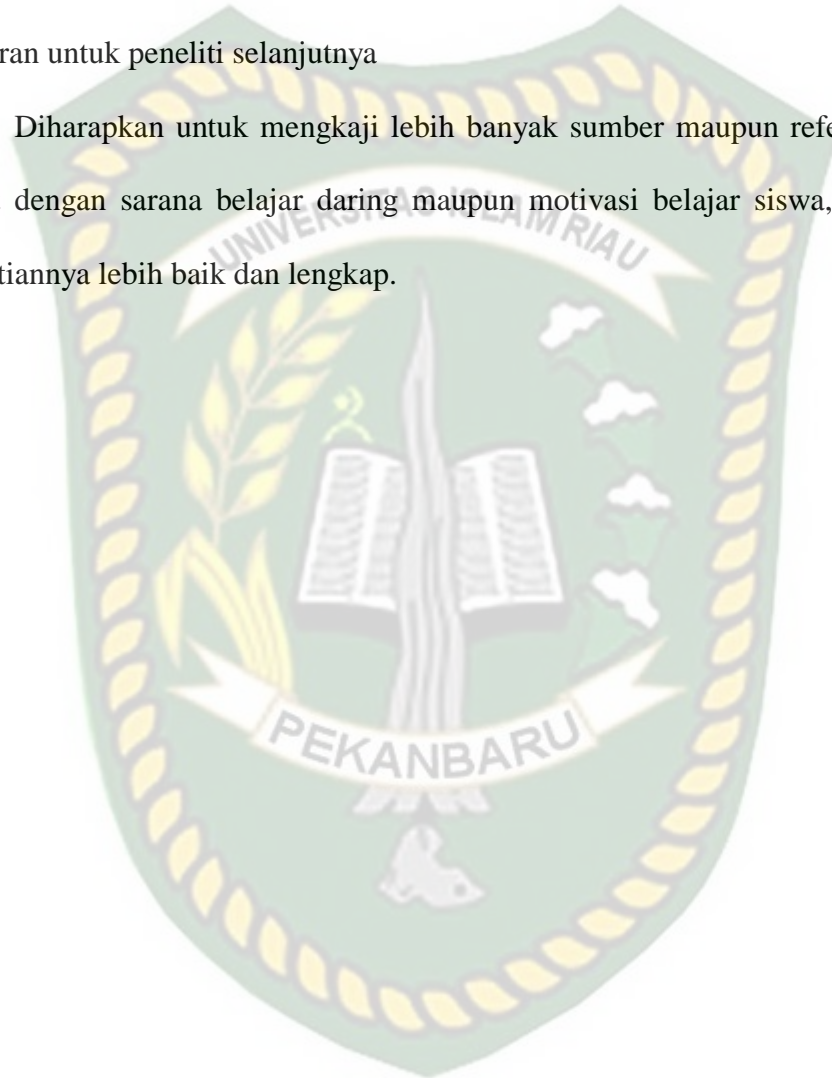 ran untuk peneliti selanjutnya
Diharapkan untuk mengkaji lebih banyak sumber maupun refe
dengan sarana belajar daring maupun motivasi belajar siswa,
tiannya lebih baik dan lengkap.
UNIVERSITAS ISLAM RIAU
PEKANBARU